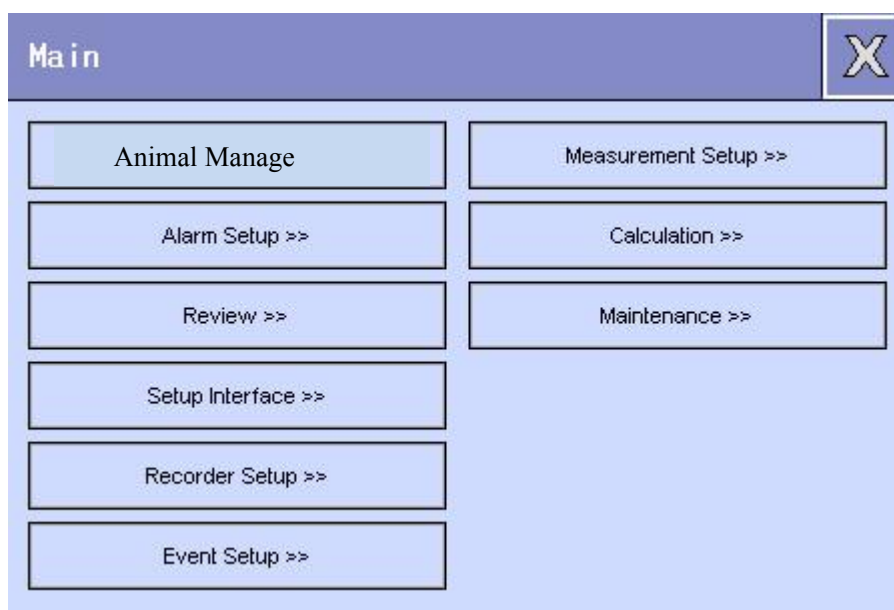 Main
X
Animal Manage
Measurement Setup >>
Alarm Setup >>
Calculation >>
Review >>
Maintenance >>
Setup Interface >>
Recorder Setup >>
Event Setup >>